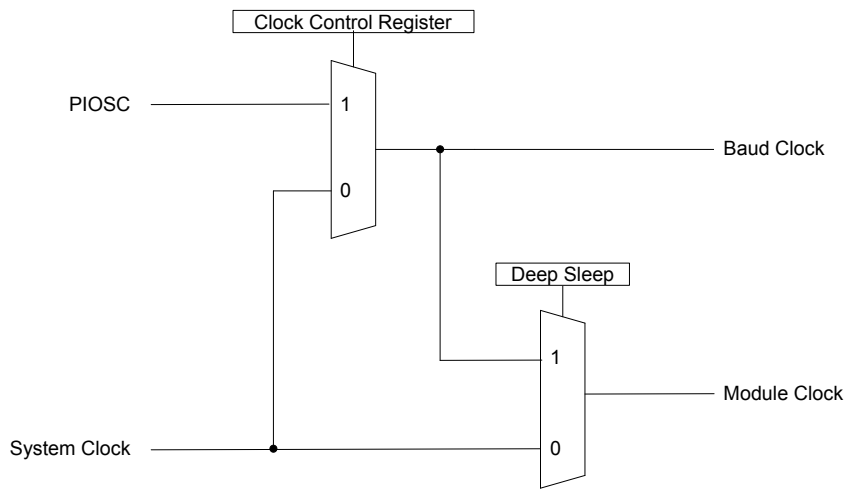 Clock Control Register
PIOSC
1
Baud Clock
0
Deep Sleep
1
Module Clock
System Clock
0